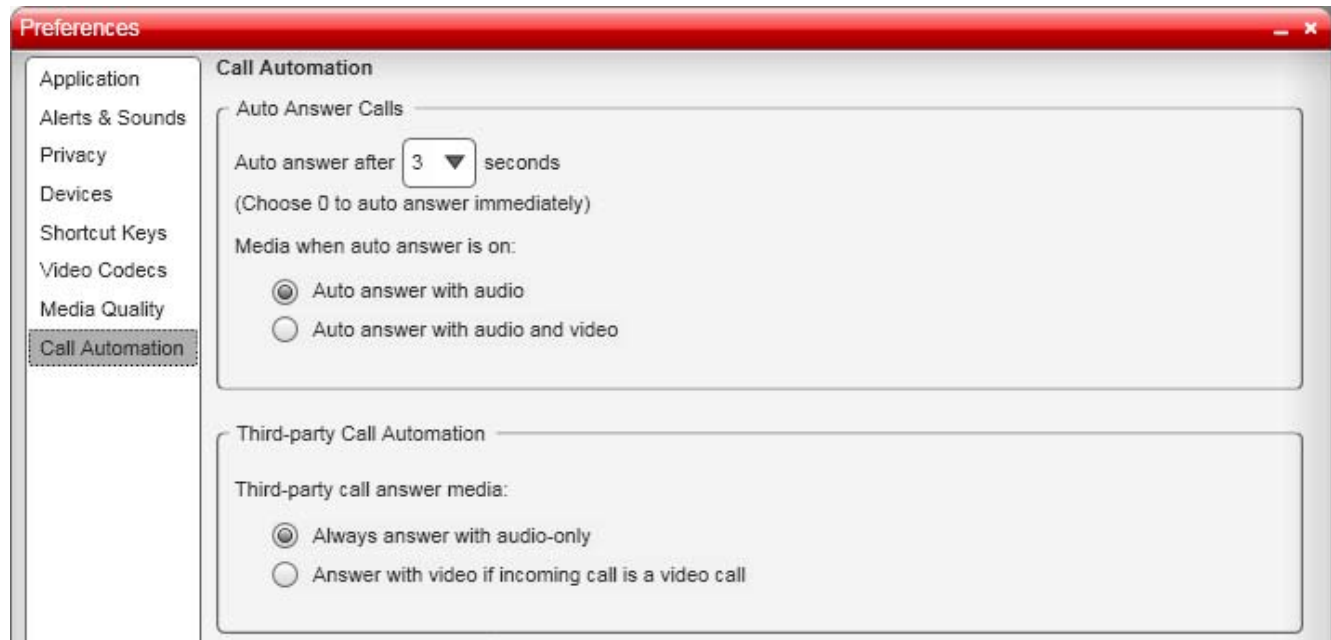 Preferences
Application
Alerts & Sounds
Privacy
Devices
Shortcut Keys
Video Codecs
Media Quality
Call Automation
Call Automation
Auto Answer Calls
Auto answer after 3 seconds
(Choose 0 to auto answer immediately)
Media when auto answer is on:
Auto answer with audio
Auto answer with audio and video
Third-party Call Automation
Third-party call answer media:
Always answer with audio-only
Answer with video if incoming call is a video call